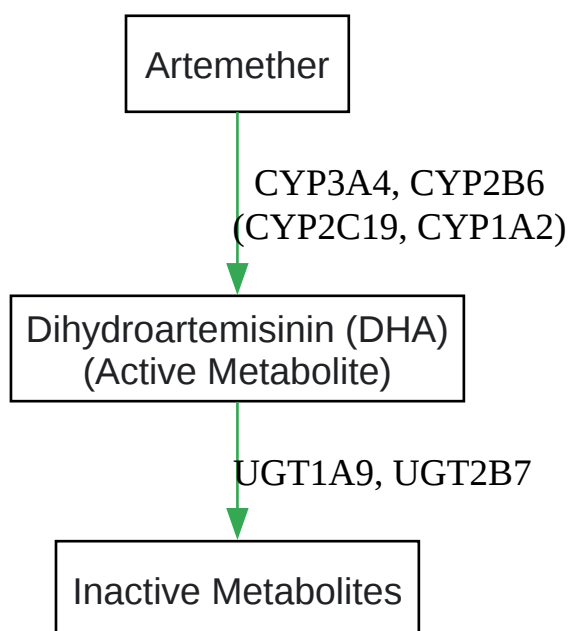 Artemether
CYP3A4, CYP2B6
(CYP2C19, CYP1A2)
Dihydroartemisinin (DHA)
(Active Metabolite)
UGT1A9, UGT2B7
Inactive Metabolites